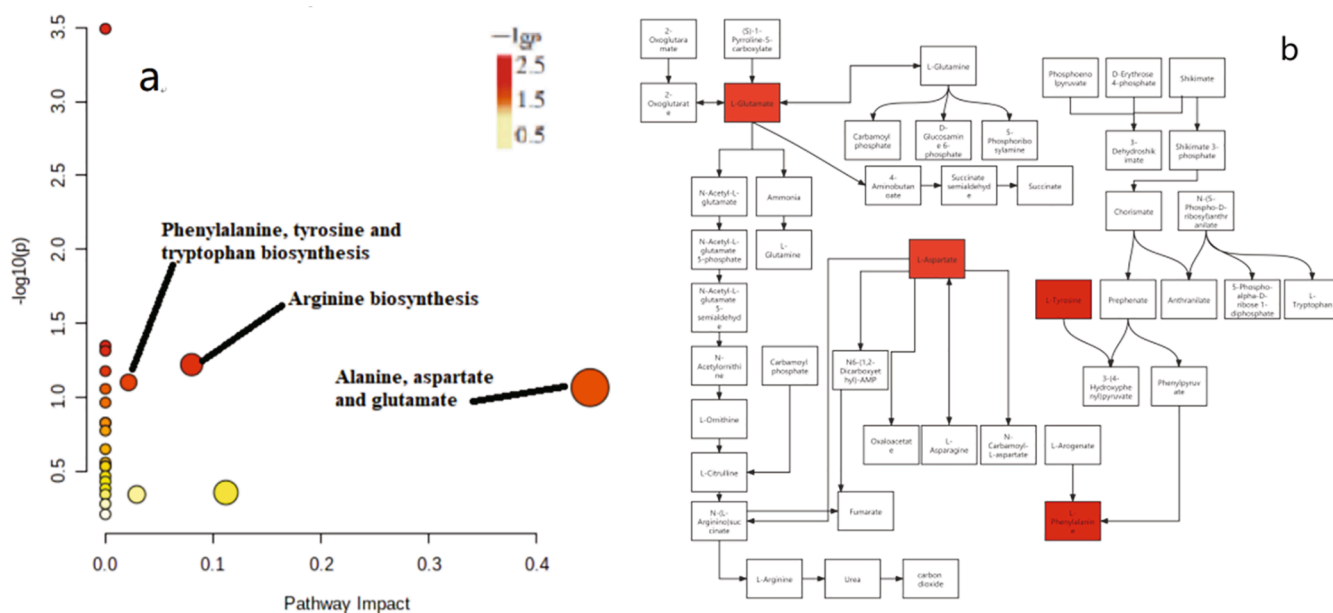 a
-lgp
2.5
1.5
0.5
3.5
3.0
2.5
2.0
1.5
1.0
0.5
-log10(p)
Phenylalanine, tyrosine and
tryptophan biosynthesis
Arginine biosynthesis
Alanine, aspartate
and glutamate
0.0
0.1
0.2
0.3
0.4
Pathway Impact
b
2-
Oxoglutara
mate
(S)-1-
Pyrroline-5-
carboxylate
2-
Oxoglutarat
e
L-Glutamate
L-Glutamine
Carbamoyl
phosphate
D-
Glucosamin
e 6-
phosphate
5-
Phosphoribo
sylamine
4-
Aminobutan
oate
Succinate
semialdehyd
e
Succinate
N-Acetyl-L-
glutamate
Ammonia
N-Acetyl-L-
glutamate
5-phosphate
L-
Glutamine
N-Acetyl-L-
glutamate
5-
semialdehyd
e
N-
Acetylornithi
ne
Carbamoyl
phosphate
L-Ornithine
L-Citrulline
N-(L-
Arginino)suc
cinate
L-Arginine
Urea
carbon
dioxide
L-Aspartate
N6-(1,2-
Dicarboxyet
hyl)-AMP
Oxaloacetat
e
L-
Asparagine
N-
Carbamoyl-
L-aspartate
Fumarate
Phosphoeno
lpyruvate
D-Erythrose
4-phosphate
Shikimate
3-
Dehydroshik
imate
Shikimate 3-
phosphate
Chorismate
N-(5-
Phospho-D-
ribosyl)anthr
anilate
L-Tyrosine
Prephenate
Anthranilate
5-Phospho-
alpha-D-
ribose 1-
diphosphate
L-
Tryptophan
3-(4-
Hydroxyphe
nyl)pyruvate
Phenylpyruv
ate
L-Arogenate
L-
Phenylalanin
e